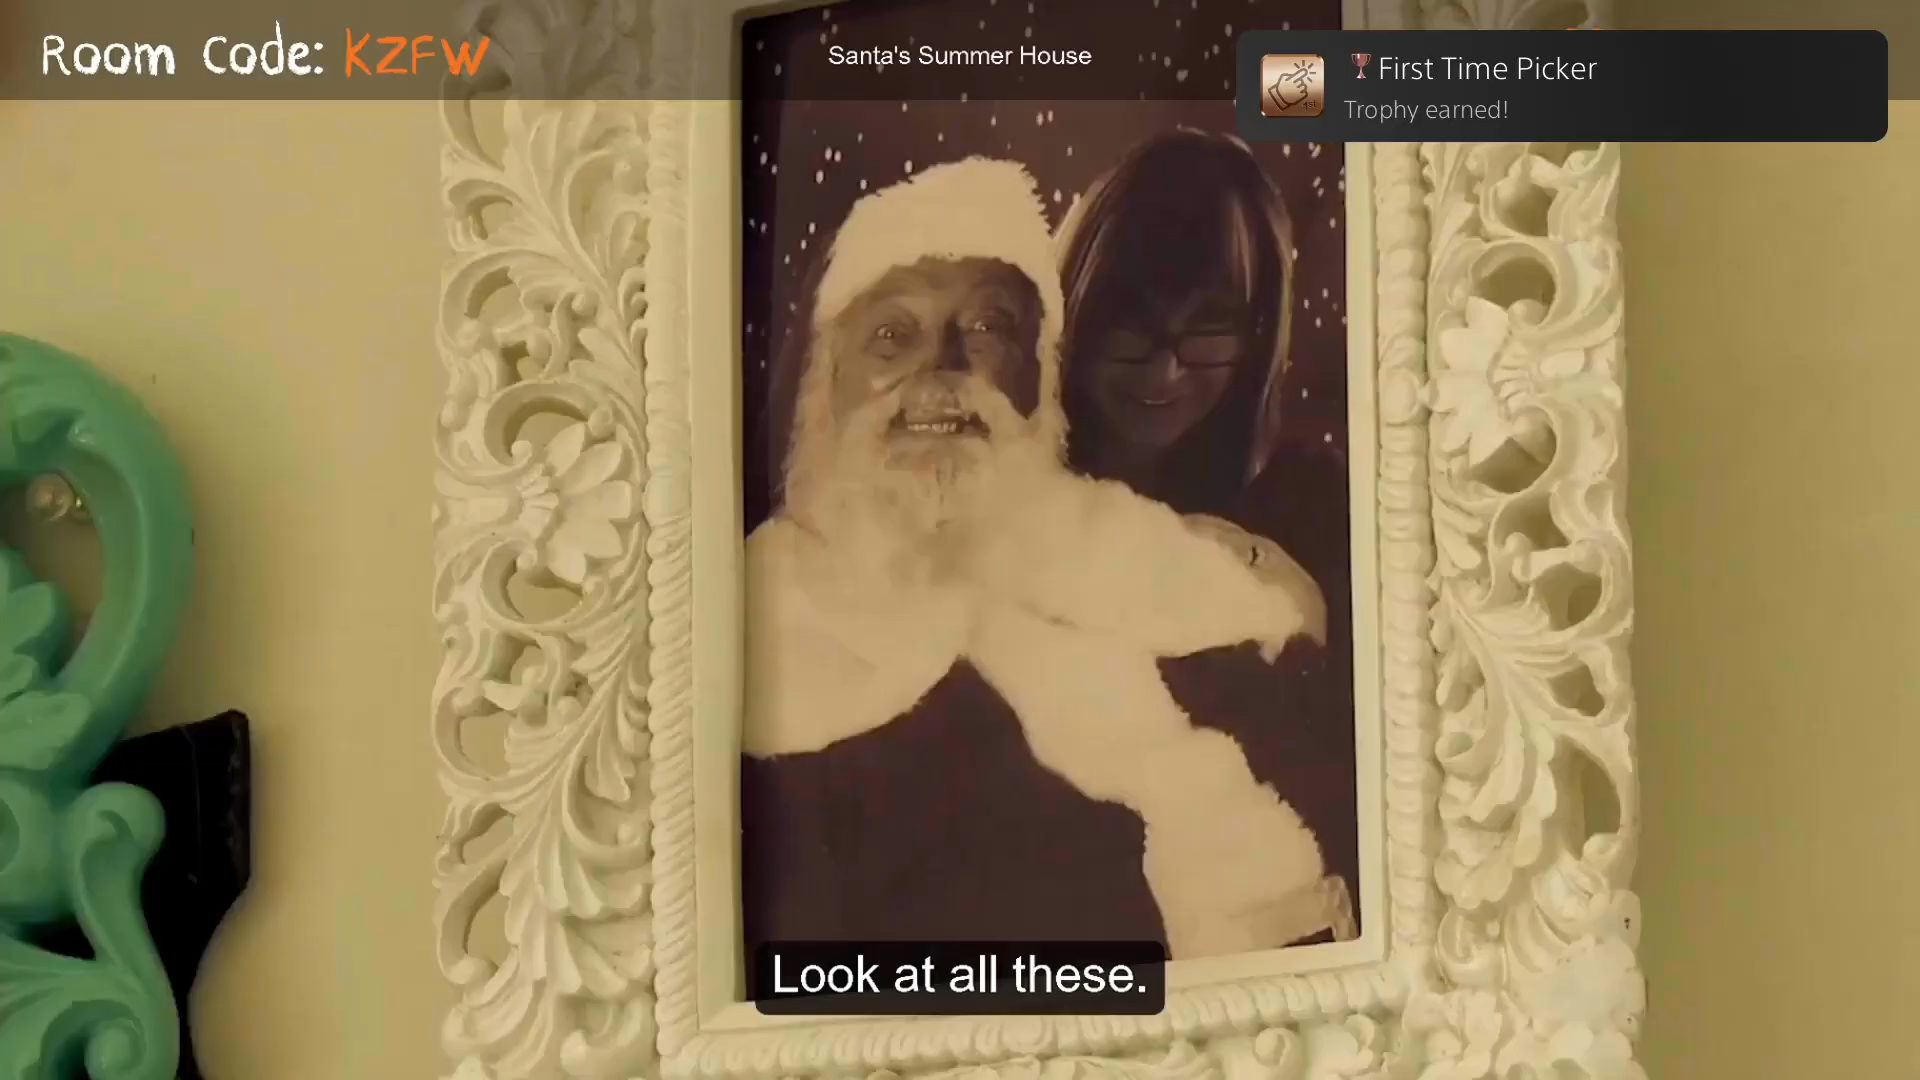 Room Code: KZFW
Santa's Summer House
First Time Picker
Trophy earned!
Look at all these.